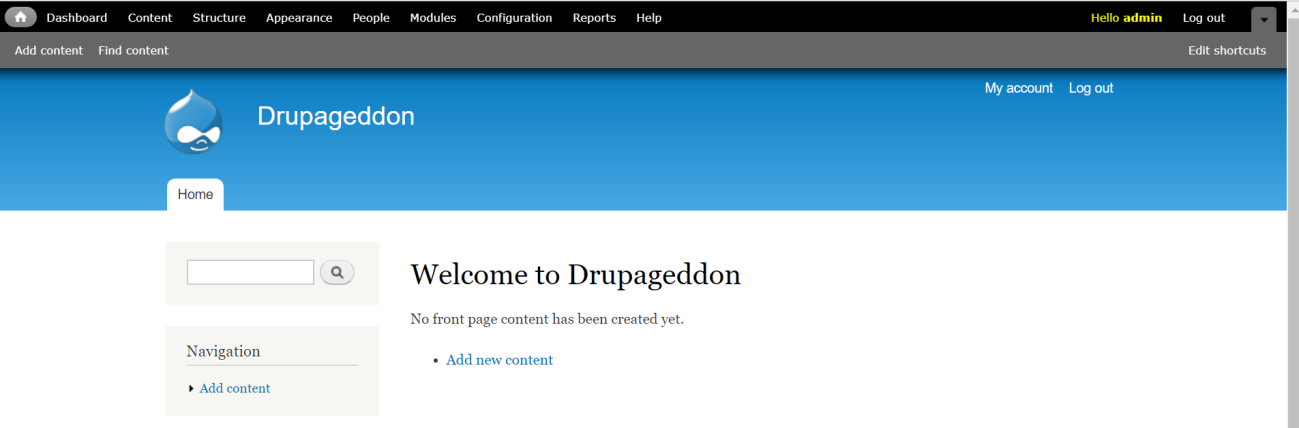 Dashboard Content Structure Appearance People Modules Configuration Reports Help Hello admin Log out
Add content Find content Edit shortcuts
My account Log out
Drupageddon
Home
Welcome to Drupageddon
No front page content has been created yet.
Add new content
Navigation
Add content